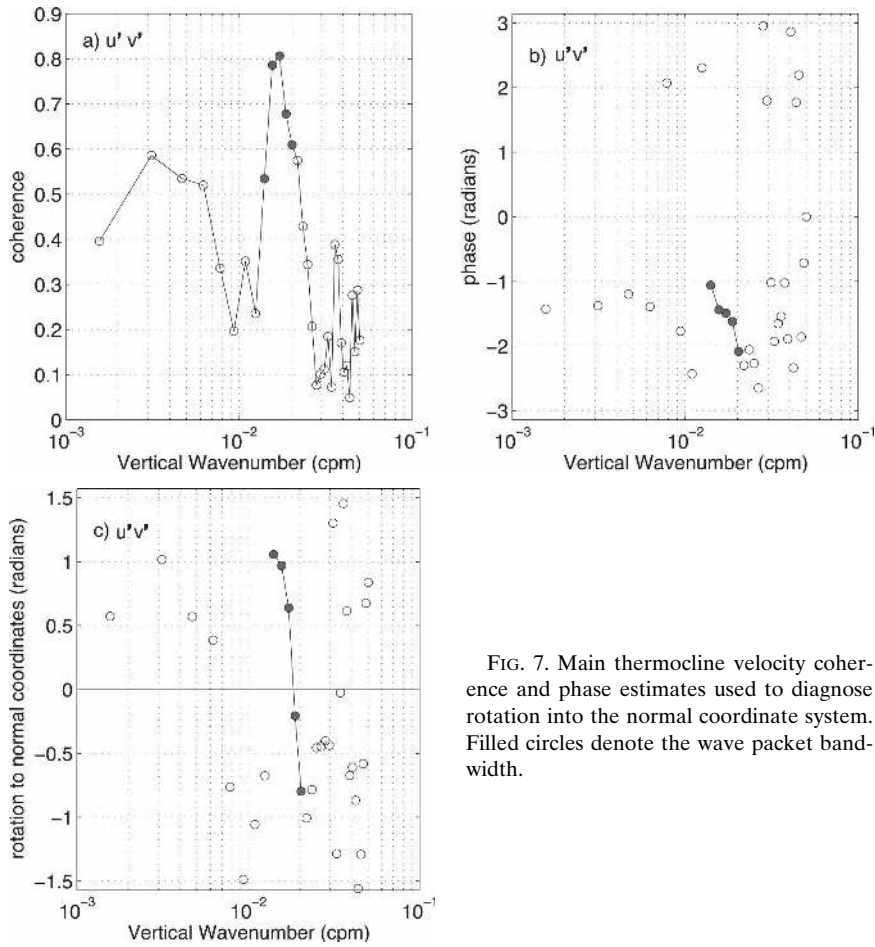 a) u' v'
0.9
0.8
0.7
0.6
0.5
0.4
0.3
0.2
0.1
0
coherence
10^-3
10^-2
10^-1
Vertical Wavenumber (cpm)
b) u'v'
3
2
1
0
-1
-2
-3
phase (radians)
10^-3
10^-2
10^-1
Vertical Wavenumber (cpm)
c) u'v'
1.5
1
0.5
0
-0.5
-1
-1.5
rotation to normal coordinates (radians)
10^-3
10^-2
10^-1
Vertical Wavenumber (cpm)
FIG. 7. Main thermocline velocity coher-
ence and phase estimates used to diagnose
rotation into the normal coordinate system.
Filled circles denote the wave packet band-
width.